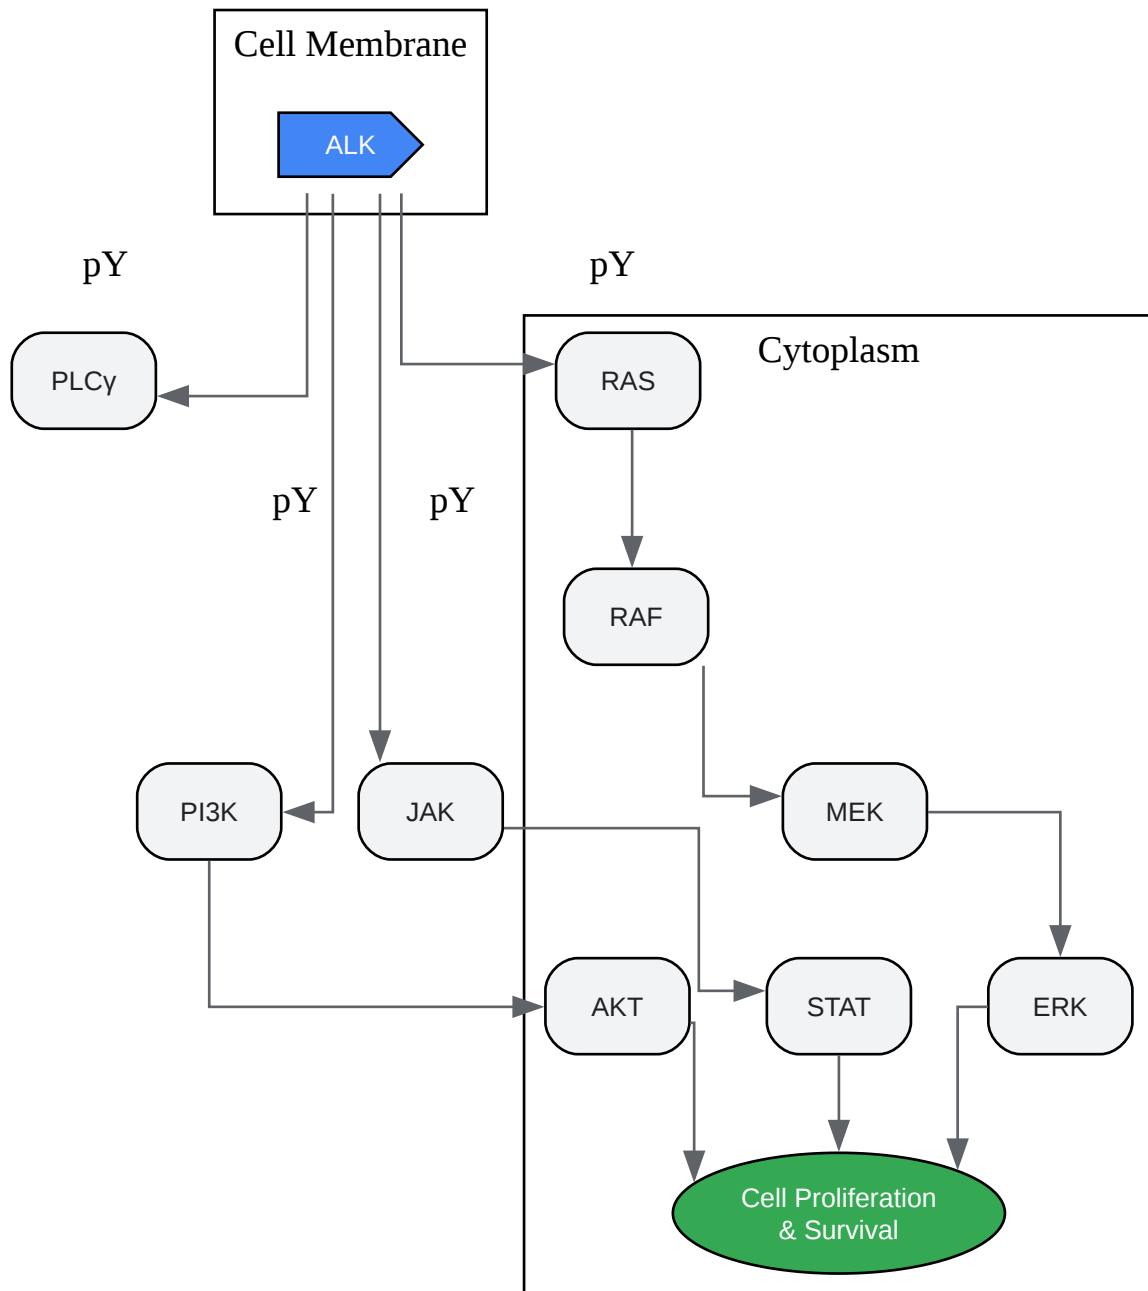 Cell Membrane
ALK
pY
pY
Cytoplasm
PLCγ
RAS
pY
pY
RAF
PI3K
JAK
MEK
AKT
STAT
ERK
Cell Proliferation
& Survival